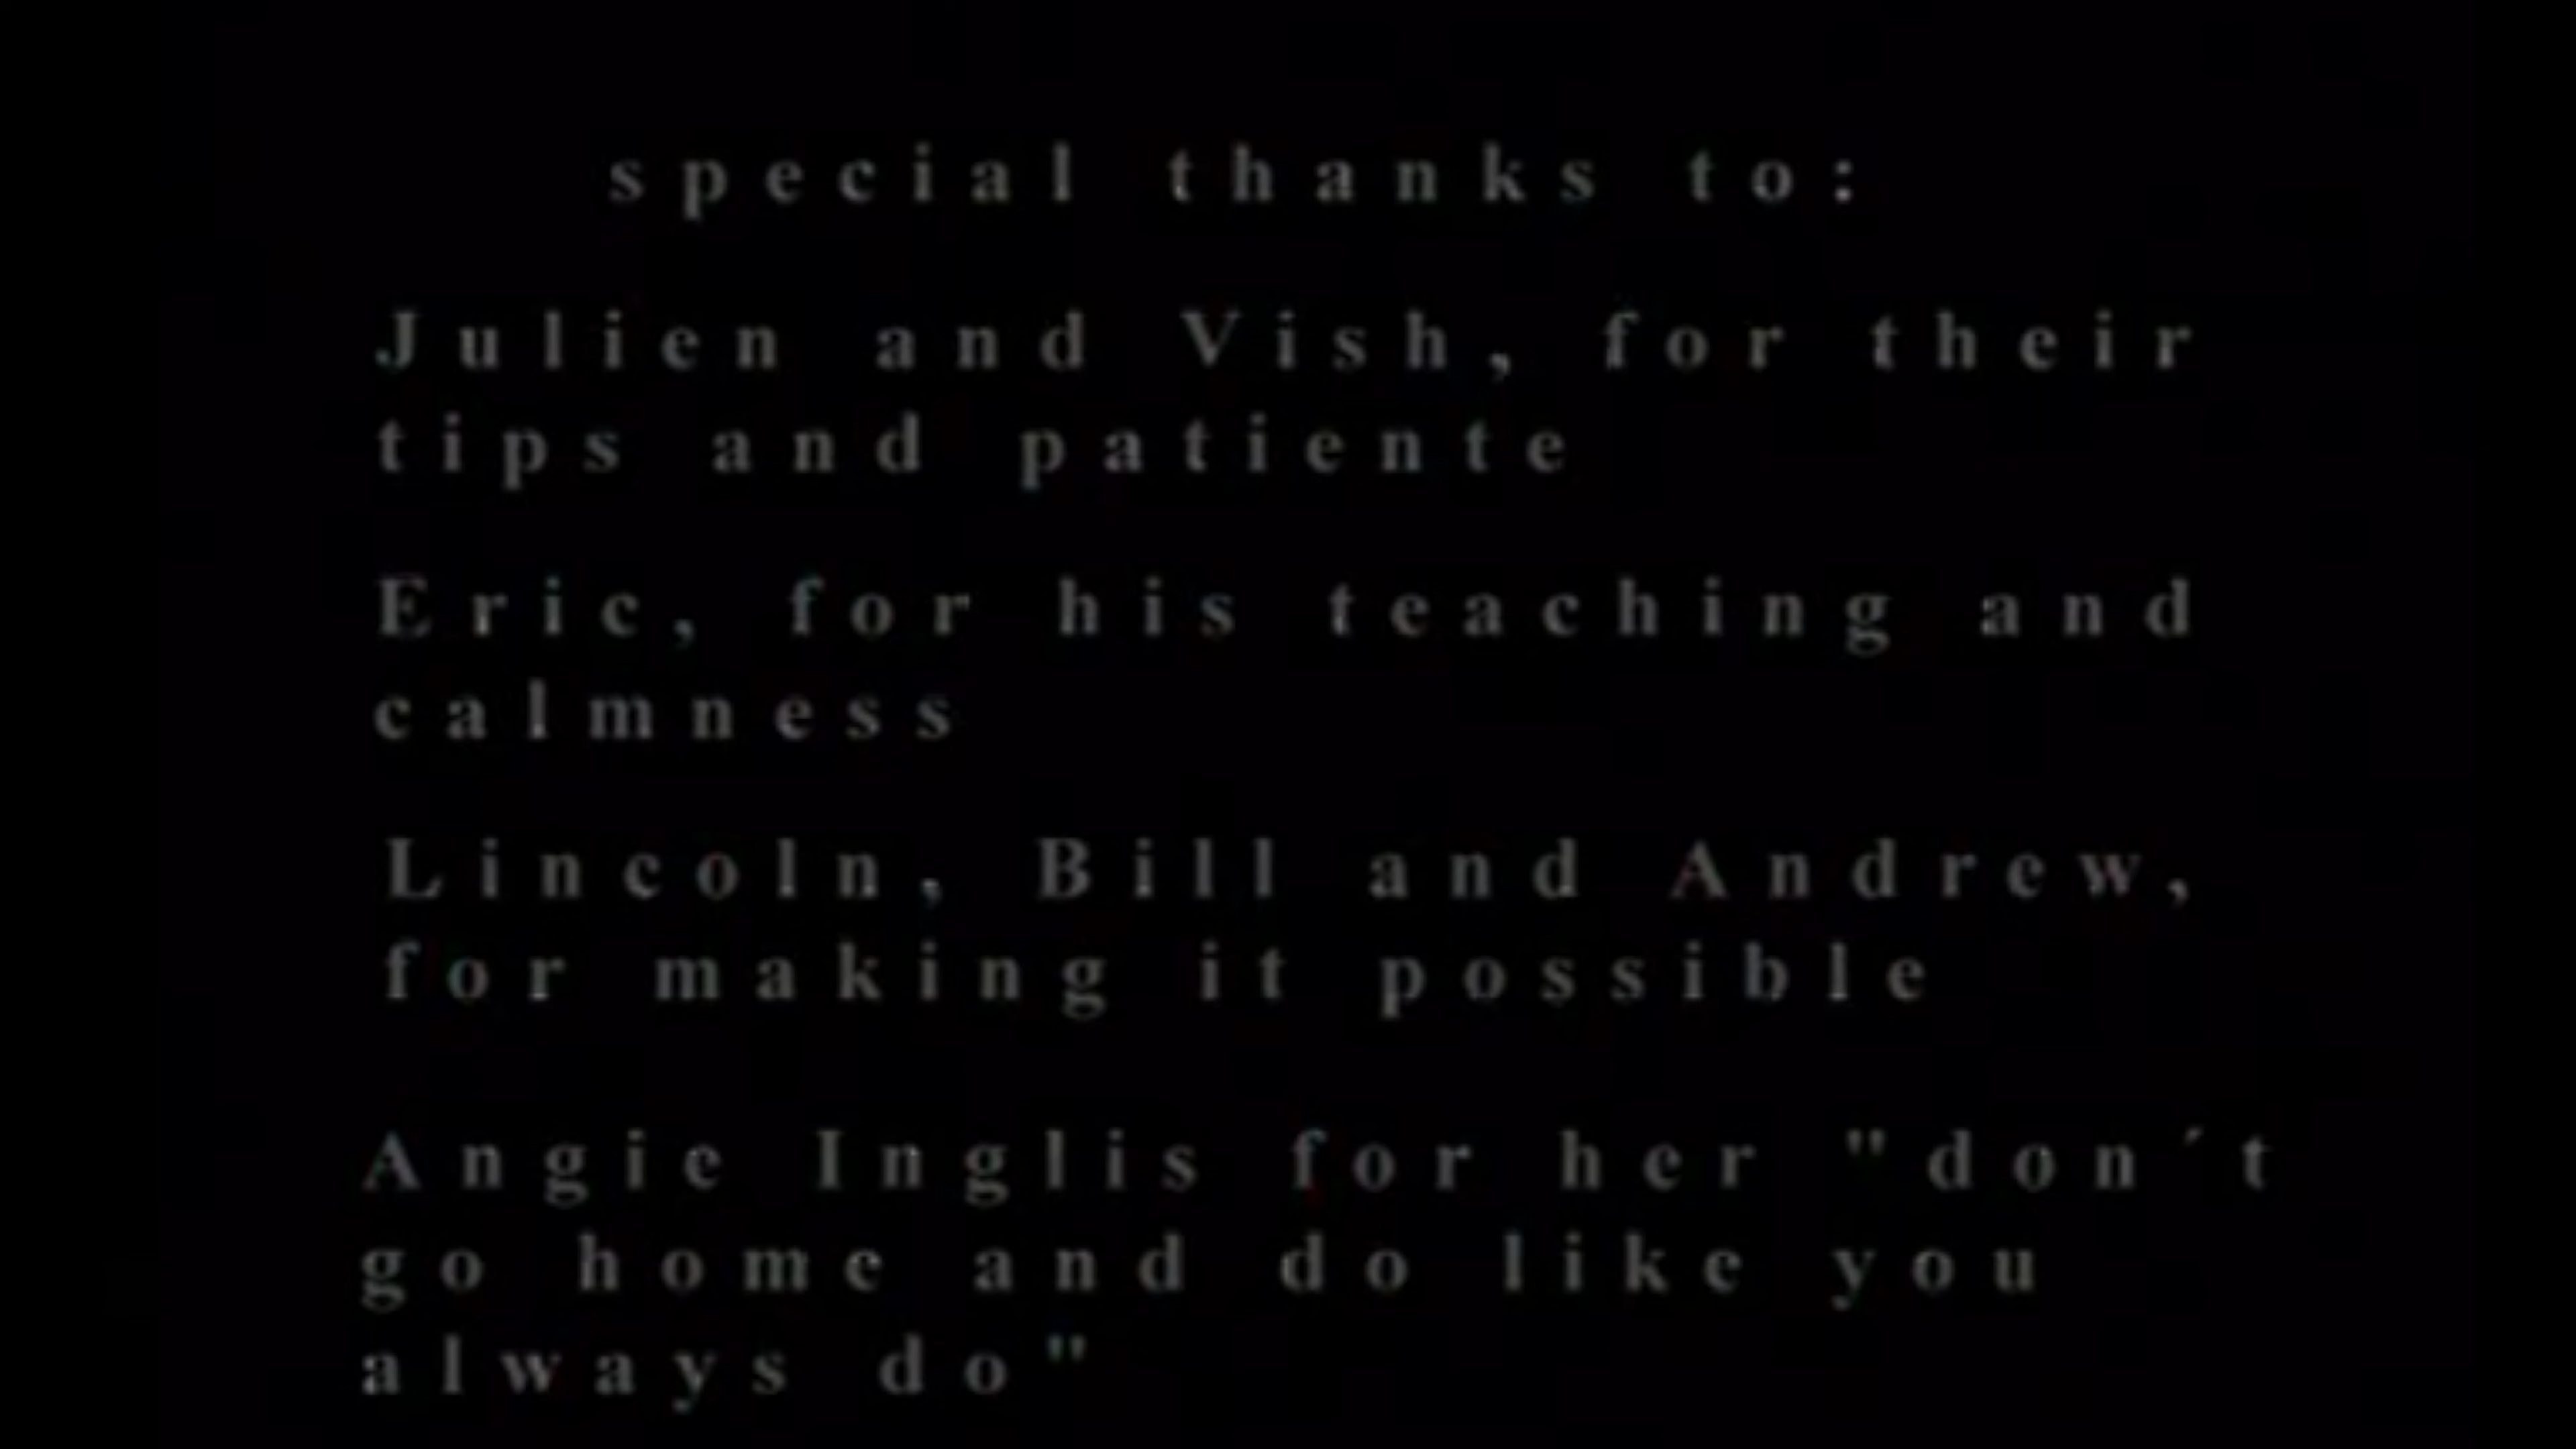 special thanks to:
Julien and Vish, for their
tips and patiente
Eric, for his teaching and
calmness
Lincoln, Bill and Andrew,
for making it possible
Angie Inglis for her "don´t
go home and do like you
always do"